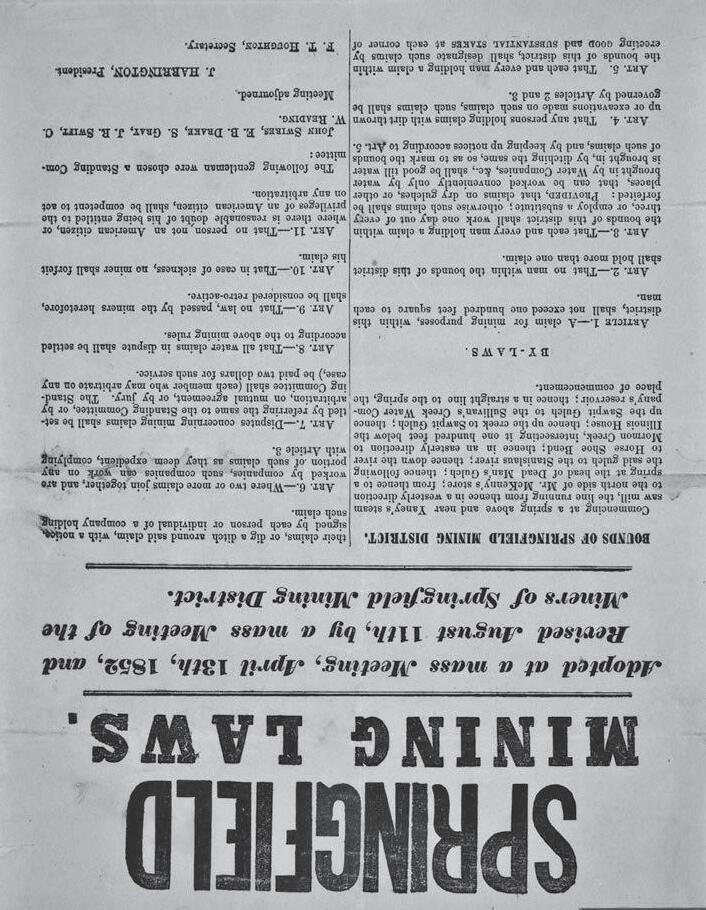 SPRINGFIELD
MINING LAWS.
Adopted at a mass Meeting, April 13th, 1852, and
Revised August 11th, by a mass Meeting of the
Miners of Springfield Mining District.
BOUNDS OF SPRINGFIELD MINING DISTRICT.
Commencing at a spring above and near Yaney's steam
saw mill, the line running from thence in a westerly direction
to the north side of Mr. McKenny's store; from thence to a
spring at the head of Dead Man's Gulch; thence following
the said gulch to the Stanislaus river; thence down the river
to Horse Shoe Bend; thence in an easterly direction to
Mormon Creek, intersecting it one hundred feet below the
Illinois House; thence up the creek to Sawpit Gulch; thence
up the Sawpit Gulch to the Sullivan's Creek Water Com-
pany's reservoir; thence in a straight line to the spring, the
place of commencement.
BY-LAWS.
ARTICLE 1.—A claim for mining purposes, within this
district, shall not exceed one hundred feet square to each
man.
ART. 2.—That no man within the bounds of this district
shall hold more than one claim.
ART. 3.—That each and every man holding a claim within
the bounds of this district shall work one day out of every
three, or employ a substitute; otherwise such claims shall be
forfeited: PROVIDED, that claims on dry gulches, or other
places, that can be worked conveniently only by water
brought in by Water Companies, &c., shall be good till water
is brought in, by ditching the same, so as to mark the bounds
of such claims, and by keeping up notices according to Art. 5.
ART. 4. That any persons holding claims with dirt thrown
up or excavations made on such claims, such claims shall be
governed by Articles 2 and 3.
ART. 5. That each and every man holding a claim within
the bounds of this district, shall designate such claims by
erecting GOOD AND SUBSTANTIAL STAKES at each corner of
their claims, or dig a ditch around said claim, with a notice,
signed by each person or individual of a company holding
such claim.
ART. 6.—Where two or more claims join together, and are
worked by companies, such companies can work on any
portion of such claims as they deem expedient, complying
with Article 3.
ART. 7.—Disputes concerning mining claims shall be set-
tled by referring the same to the Standing Committee, or by
arbitration, on mutual agreement, or by jury. The Stand-
ing Committee shall (each member who may arbitrate on any
case,) be paid two dollars for such service.
ART. 8.—That all water claims in dispute shall be settled
according to the above mining rules.
ART. 9.—That no law, passed by the miners heretofore,
shall be considered retro-active.
ART. 10.—That in case of sickness, no miner shall forfeit
his claim.
ART. 11.—That no person not an American citizen, or
where there is reasonable doubt of his being entitled to the
privileges of an American citizen, shall be competent to act
on any arbitration.
The following gentleman were chosen a Standing Com-
mittee:
JOHN SWIRES, E. B. DRAKE, S. GRAY, J. R. SWIFT, C.
W. READING.
Meeting adjourned.
J. HARRINGTON, President.
F. T. HOUGHTON, Secretary.